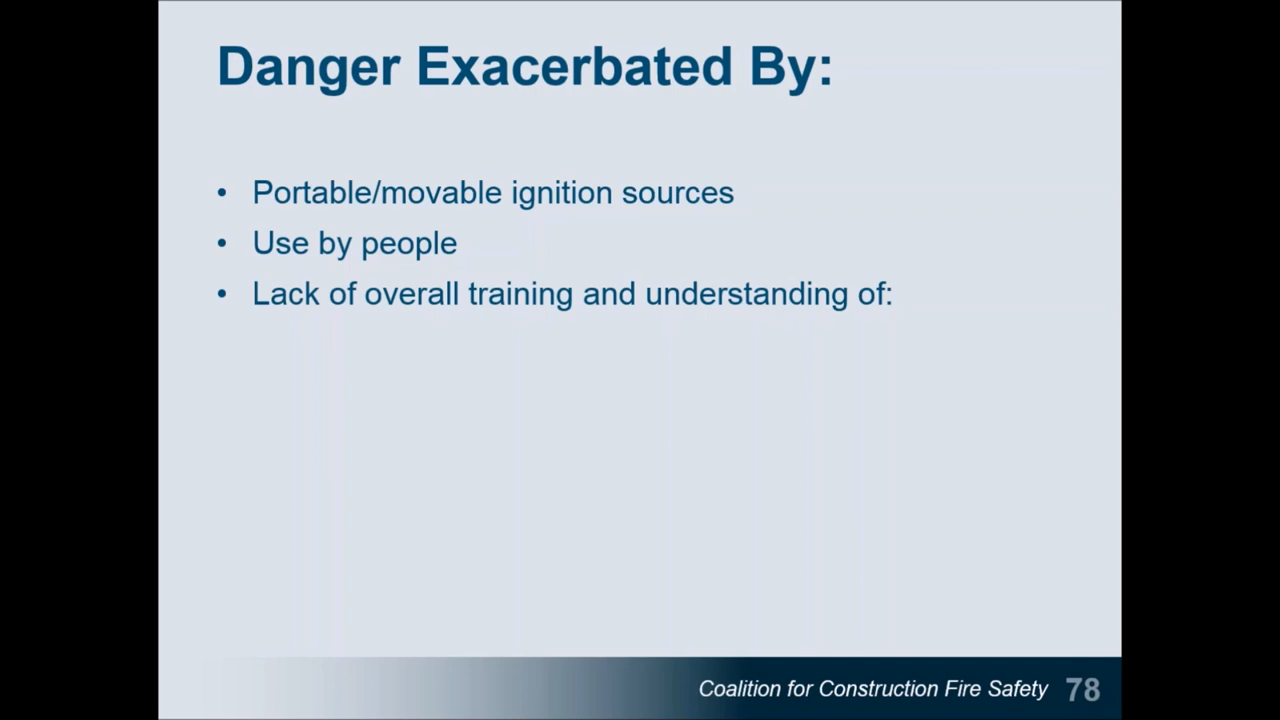 Danger Exacerbated By:
• Portable/movable ignition sources
• Use by people
• Lack of overall training and understanding of:
Coalition for Construction Fire Safety 78